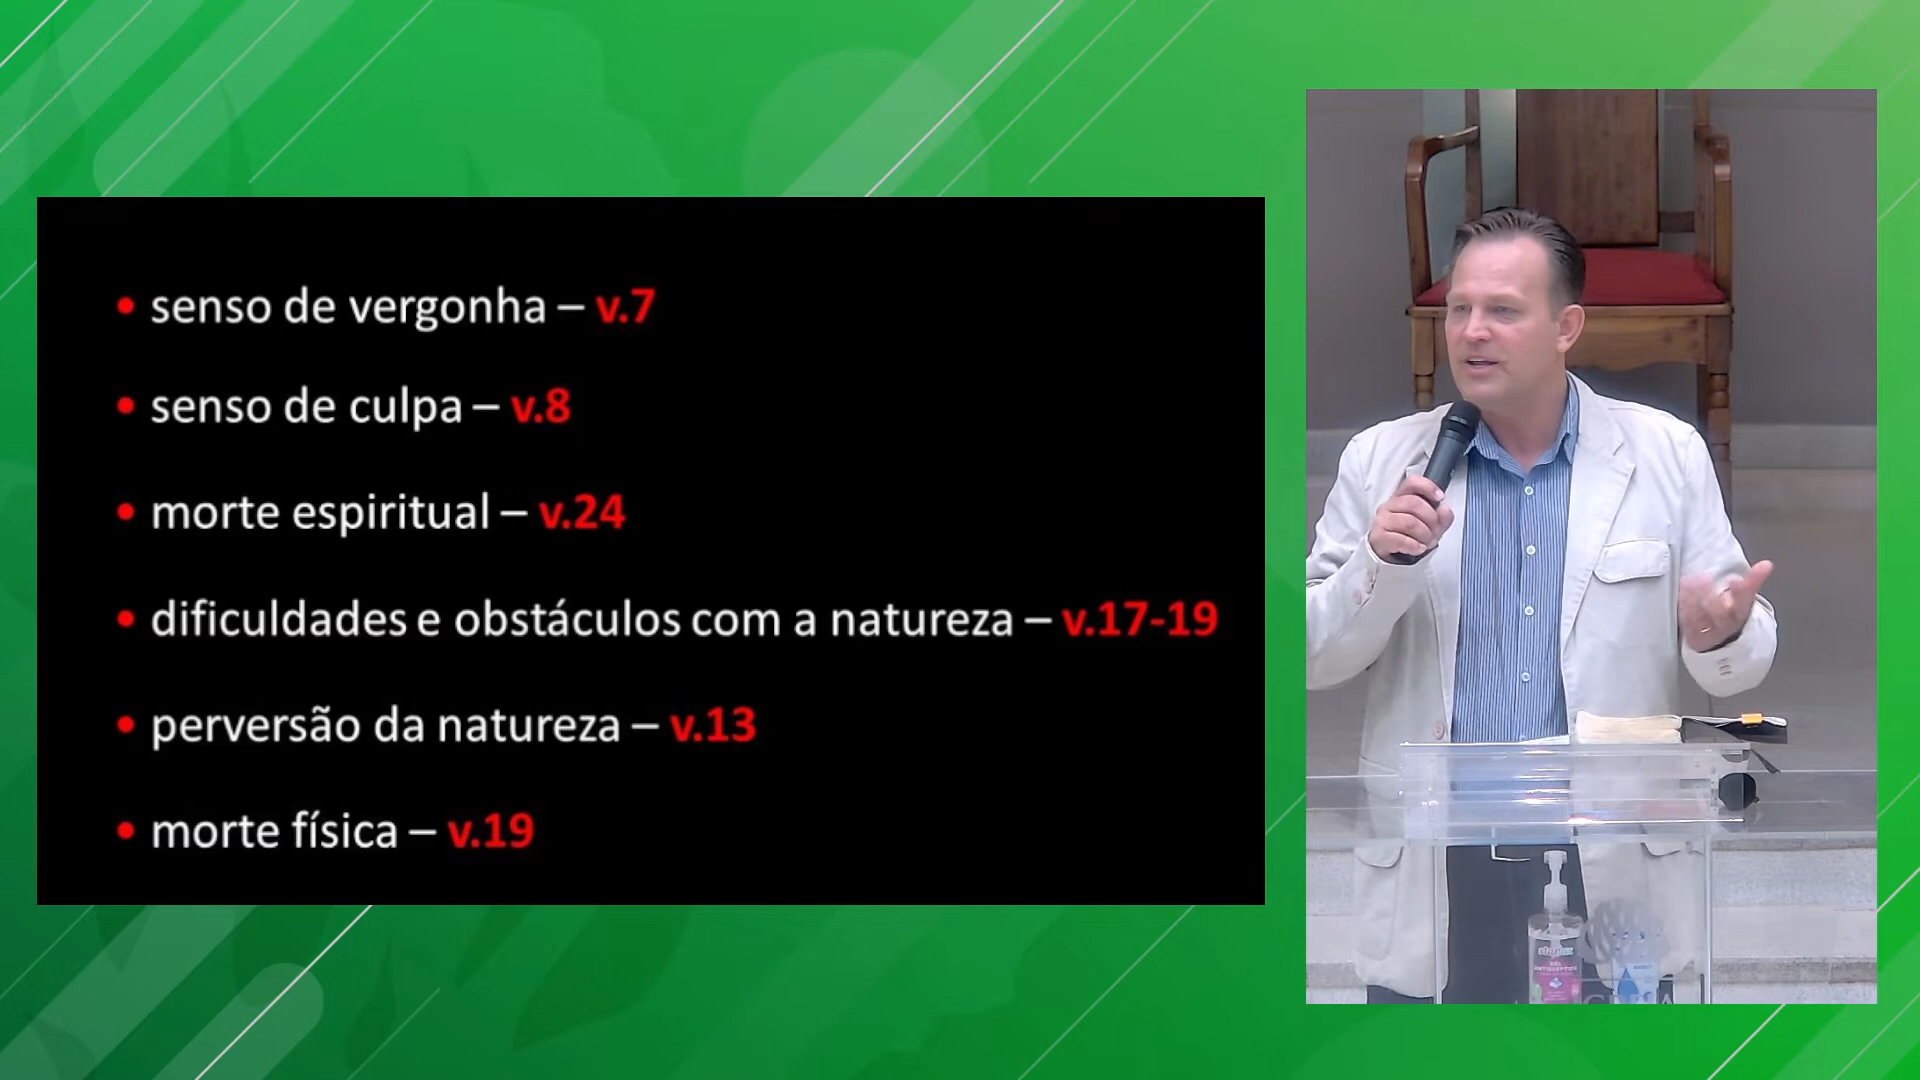 • senso de vergonha – v.7
• senso de culpa – v.8
• morte espiritual – v.24
• dificuldades e obstáculos com a natureza – v.17-19
• perversão da natureza – v.13
• morte física – v.19